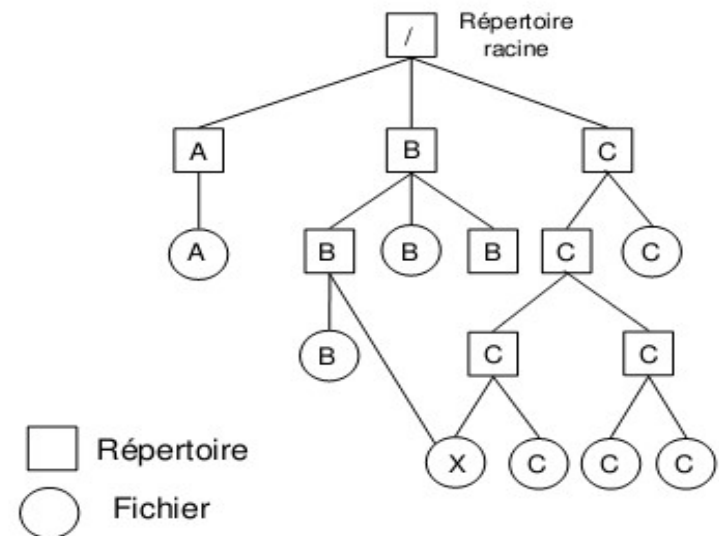 /
Répertoire
racine
A B C
A B B B C C
B C C
X C C C
Répertoire
Fichier